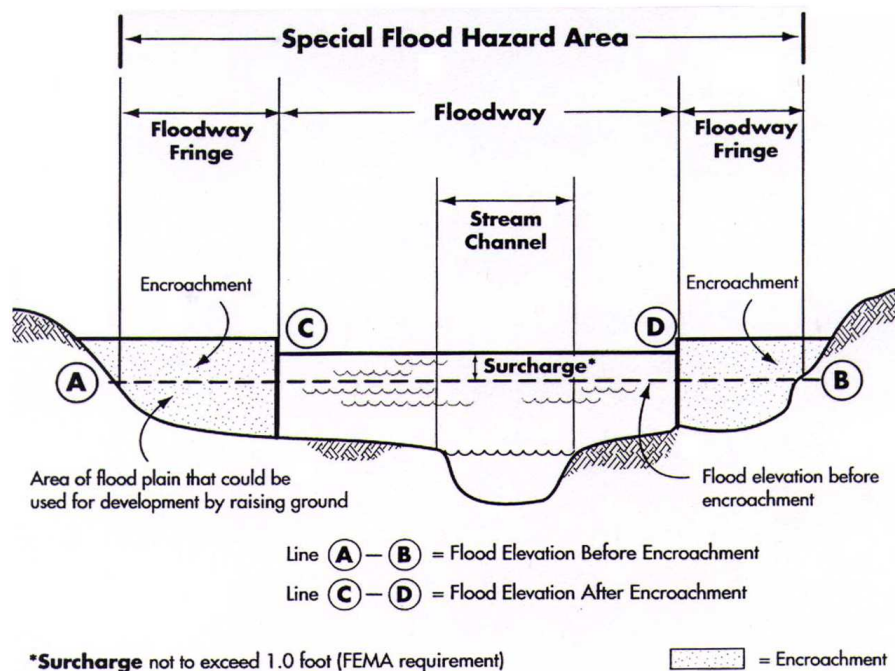 Special Flood Hazard Area
Floodway
Fringe
Floodway
Floodway
Fringe
Stream
Channel
Encroachment
Encroachment
C
D
Surcharge*
A
B
Area of flood plain that could be
used for development by raising ground
Flood elevation before
encroachment
Line A – B = Flood Elevation Before Encroachment
Line C – D = Flood Elevation After Encroachment
*Surcharge not to exceed 1.0 foot (FEMA requirement)
= Encroachment